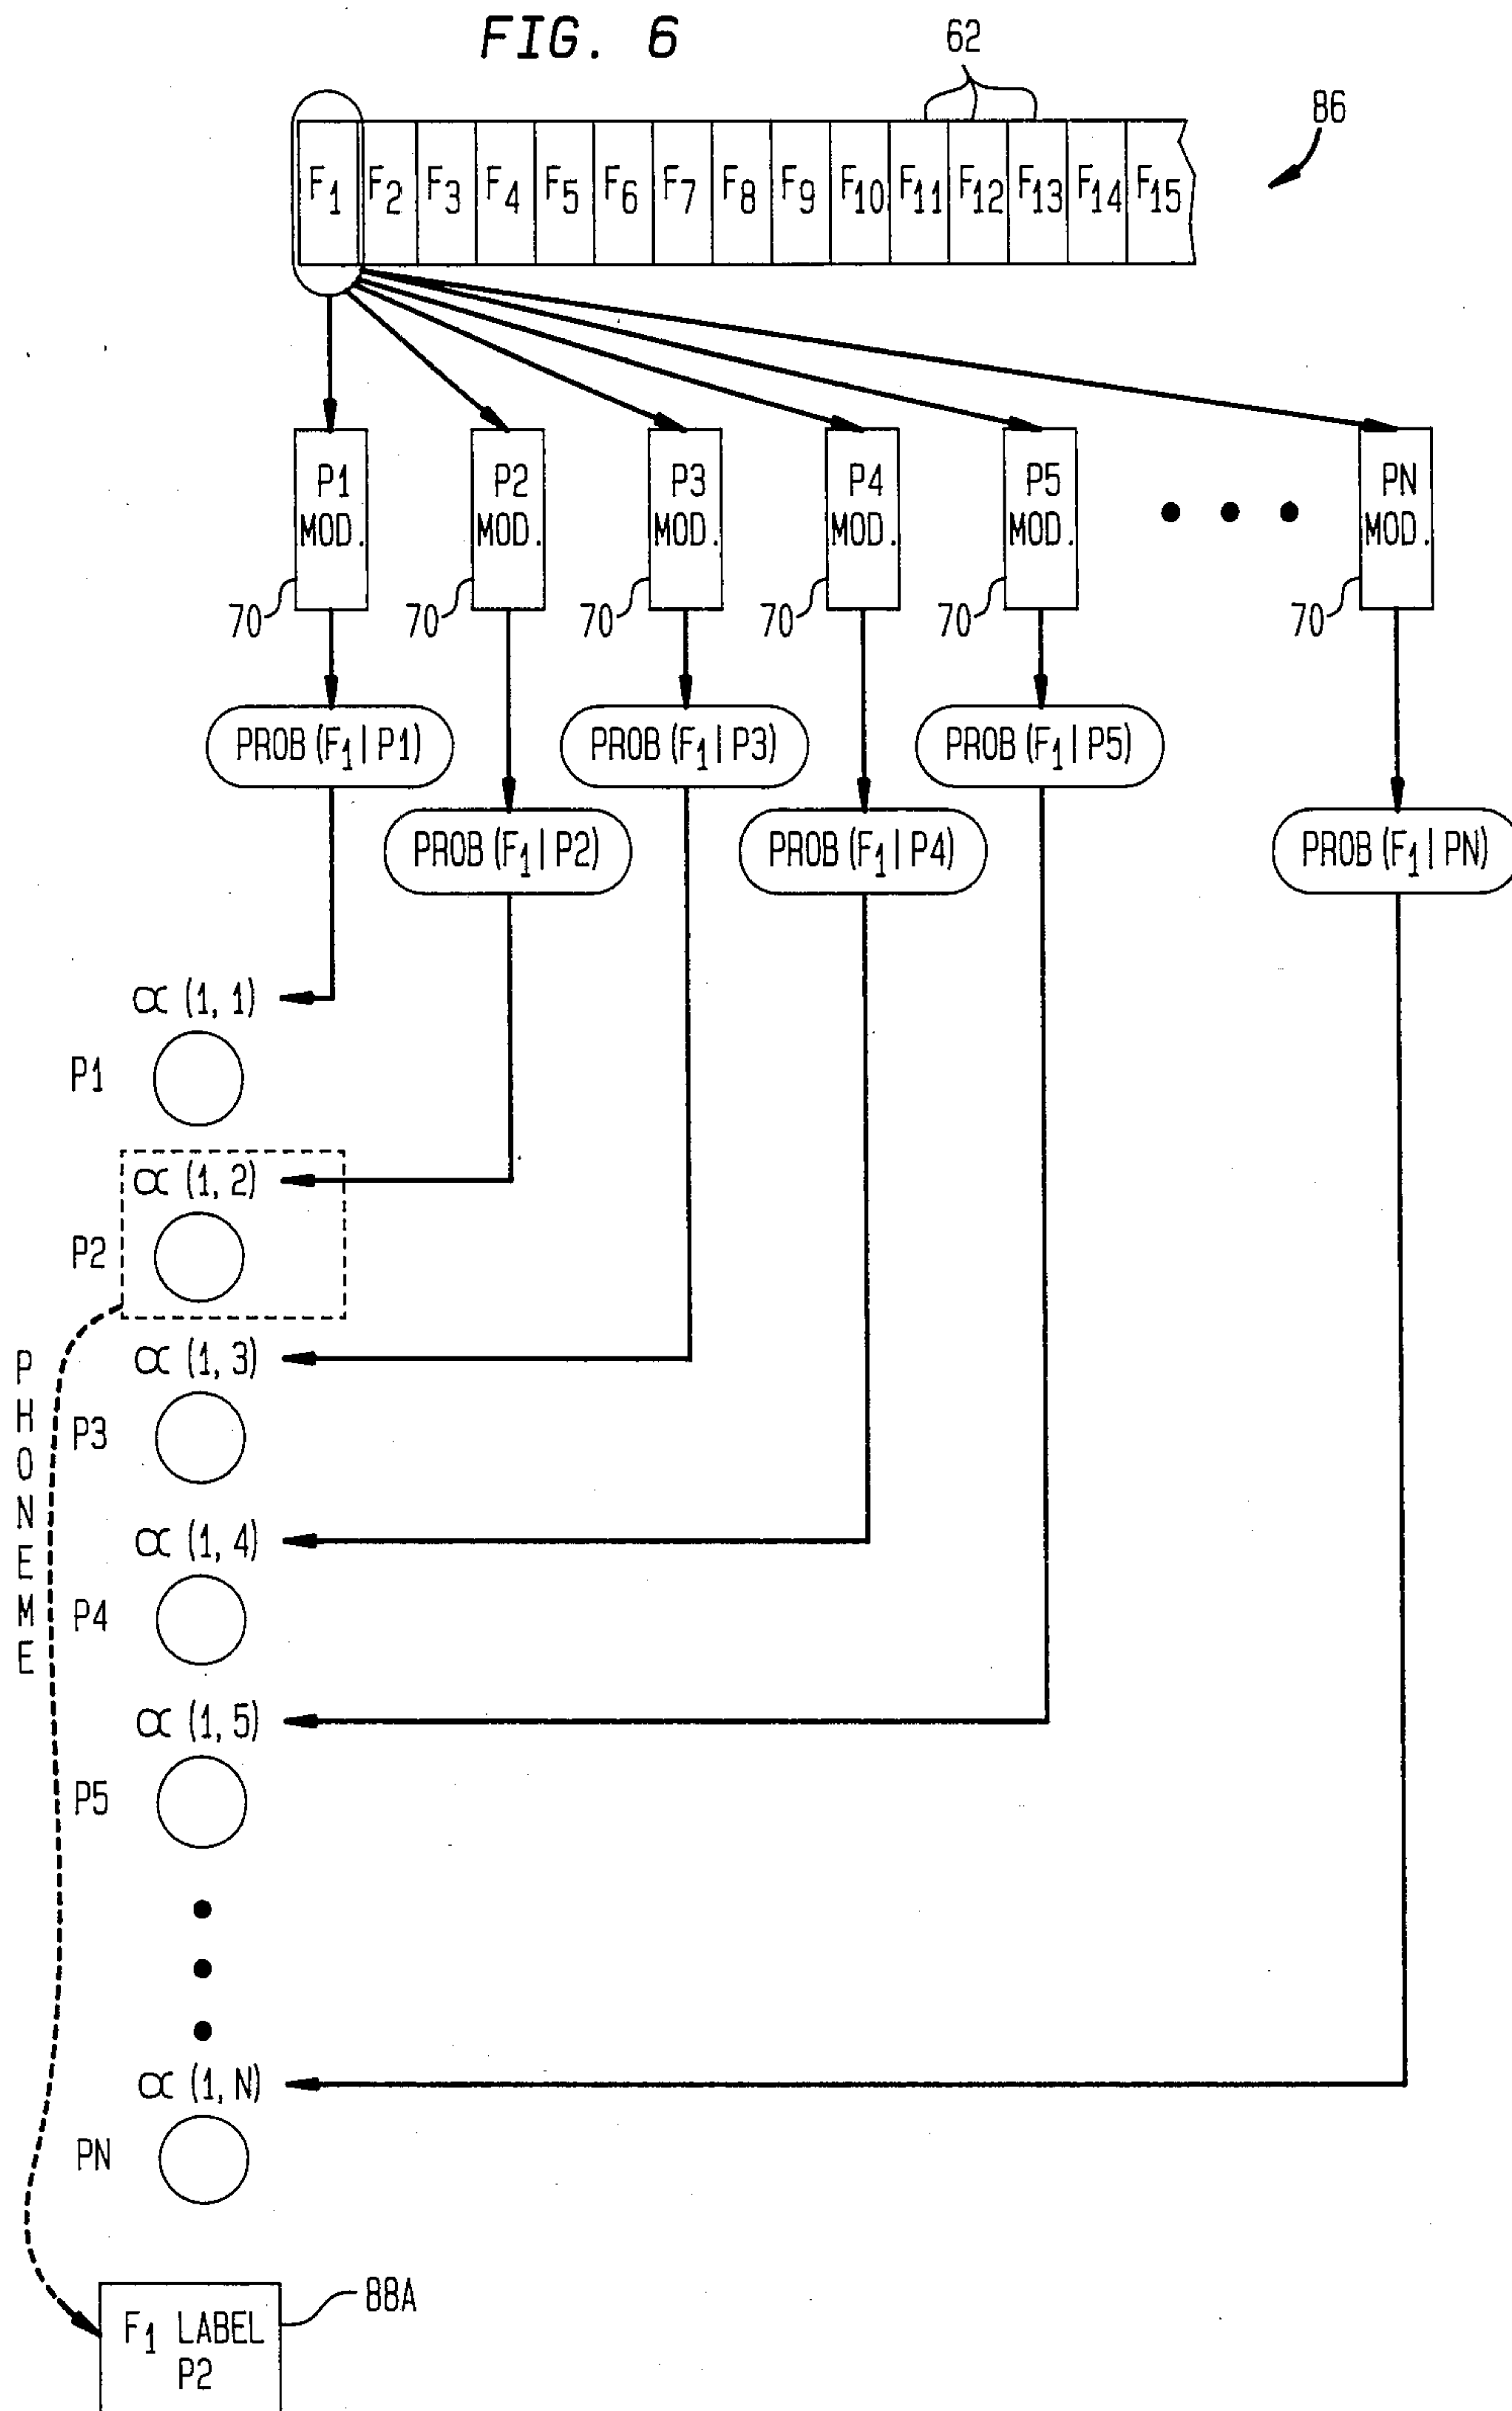 FIG. 6
62
86
F1 F2 F3 F4 F5 F6 F7 F8 F9 F10 F11 F12 F13 F14 F15
P1 MOD.
P2 MOD.
P3 MOD.
P4 MOD.
P5 MOD.
PN MOD.
70 70 70 70 70 70
PROB (F1 | P1)
PROB (F1 | P3)
PROB (F1 | P5)
PROB (F1 | P2)
PROB (F1 | P4)
PROB (F1 | PN)
∝ (1, 1)
P1
∝ (1, 2)
P2
∝ (1, 3)
P3
∝ (1, 4)
P4
∝ (1, 5)
P5
∝ (1, N)
PN
PHONEME
88A
F1 LABEL
P2